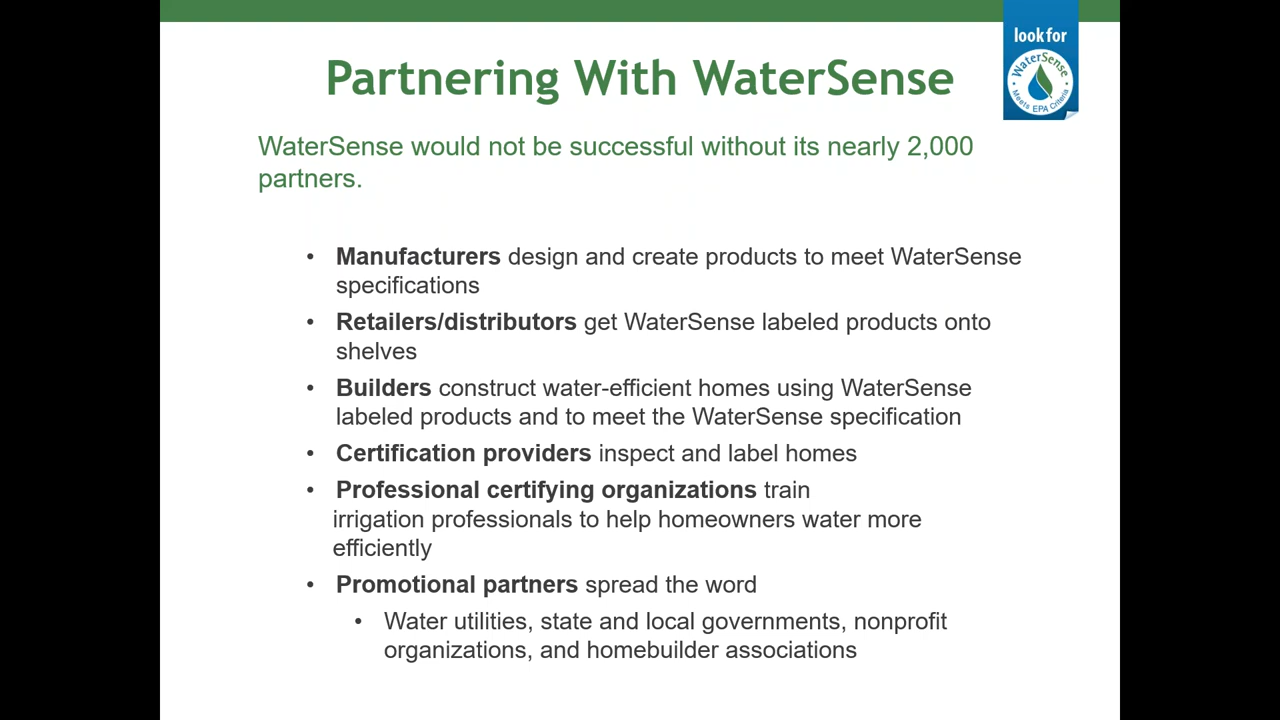 look for
WaterSense
Meets EPA Criteria
Partnering With WaterSense
WaterSense would not be successful without its nearly 2,000
partners.
• Manufacturers design and create products to meet WaterSense
specifications
• Retailers/distributors get WaterSense labeled products onto
shelves
• Builders construct water-efficient homes using WaterSense
labeled products and to meet the WaterSense specification
• Certification providers inspect and label homes
• Professional certifying organizations train
irrigation professionals to help homeowners water more
efficiently
• Promotional partners spread the word
• Water utilities, state and local governments, nonprofit
organizations, and homebuilder associations